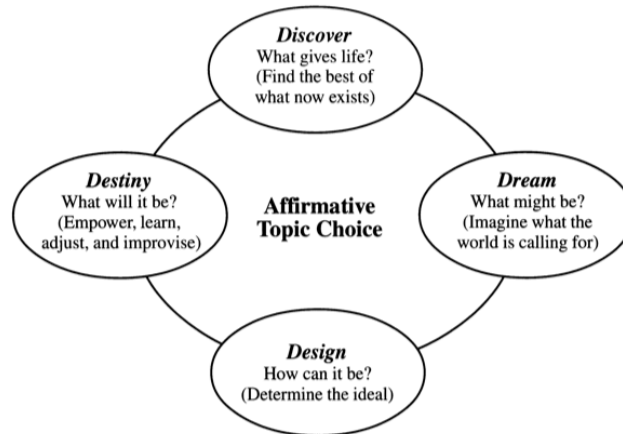 Discover
What gives life?
(Find the best of
what now exists)
Destiny
What will it be?
(Empower, learn,
adjust, and improvise)
Affirmative
Topic Choice
Dream
What might be?
(Imagine what the
world is calling for)
Design
How can it be?
(Determine the ideal)